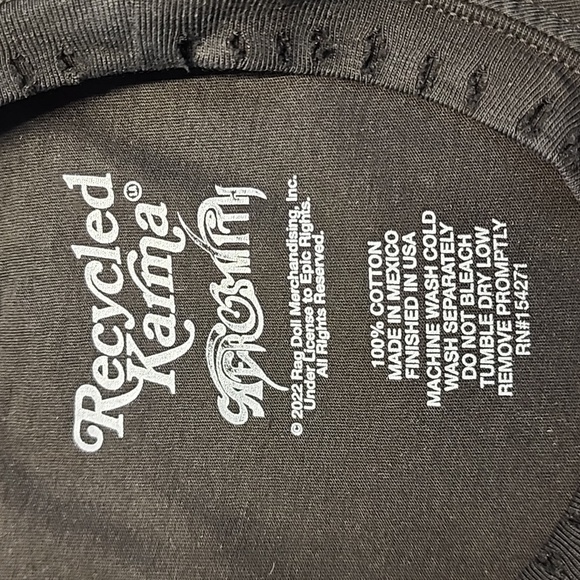 Recycled
Karma
LA
AEROSMITH
© 2022 Rag Doll Merchandising, Inc.
Under License to Epic Rights.
All Rights Reserved.
100% COTTON
MADE IN MEXICO
FINISHED IN USA
MACHINE WASH COLD
WASH SEPARATELY
DO NOT BLEACH
TUMBLE DRY LOW
REMOVE PROMPTLY
RN#154271